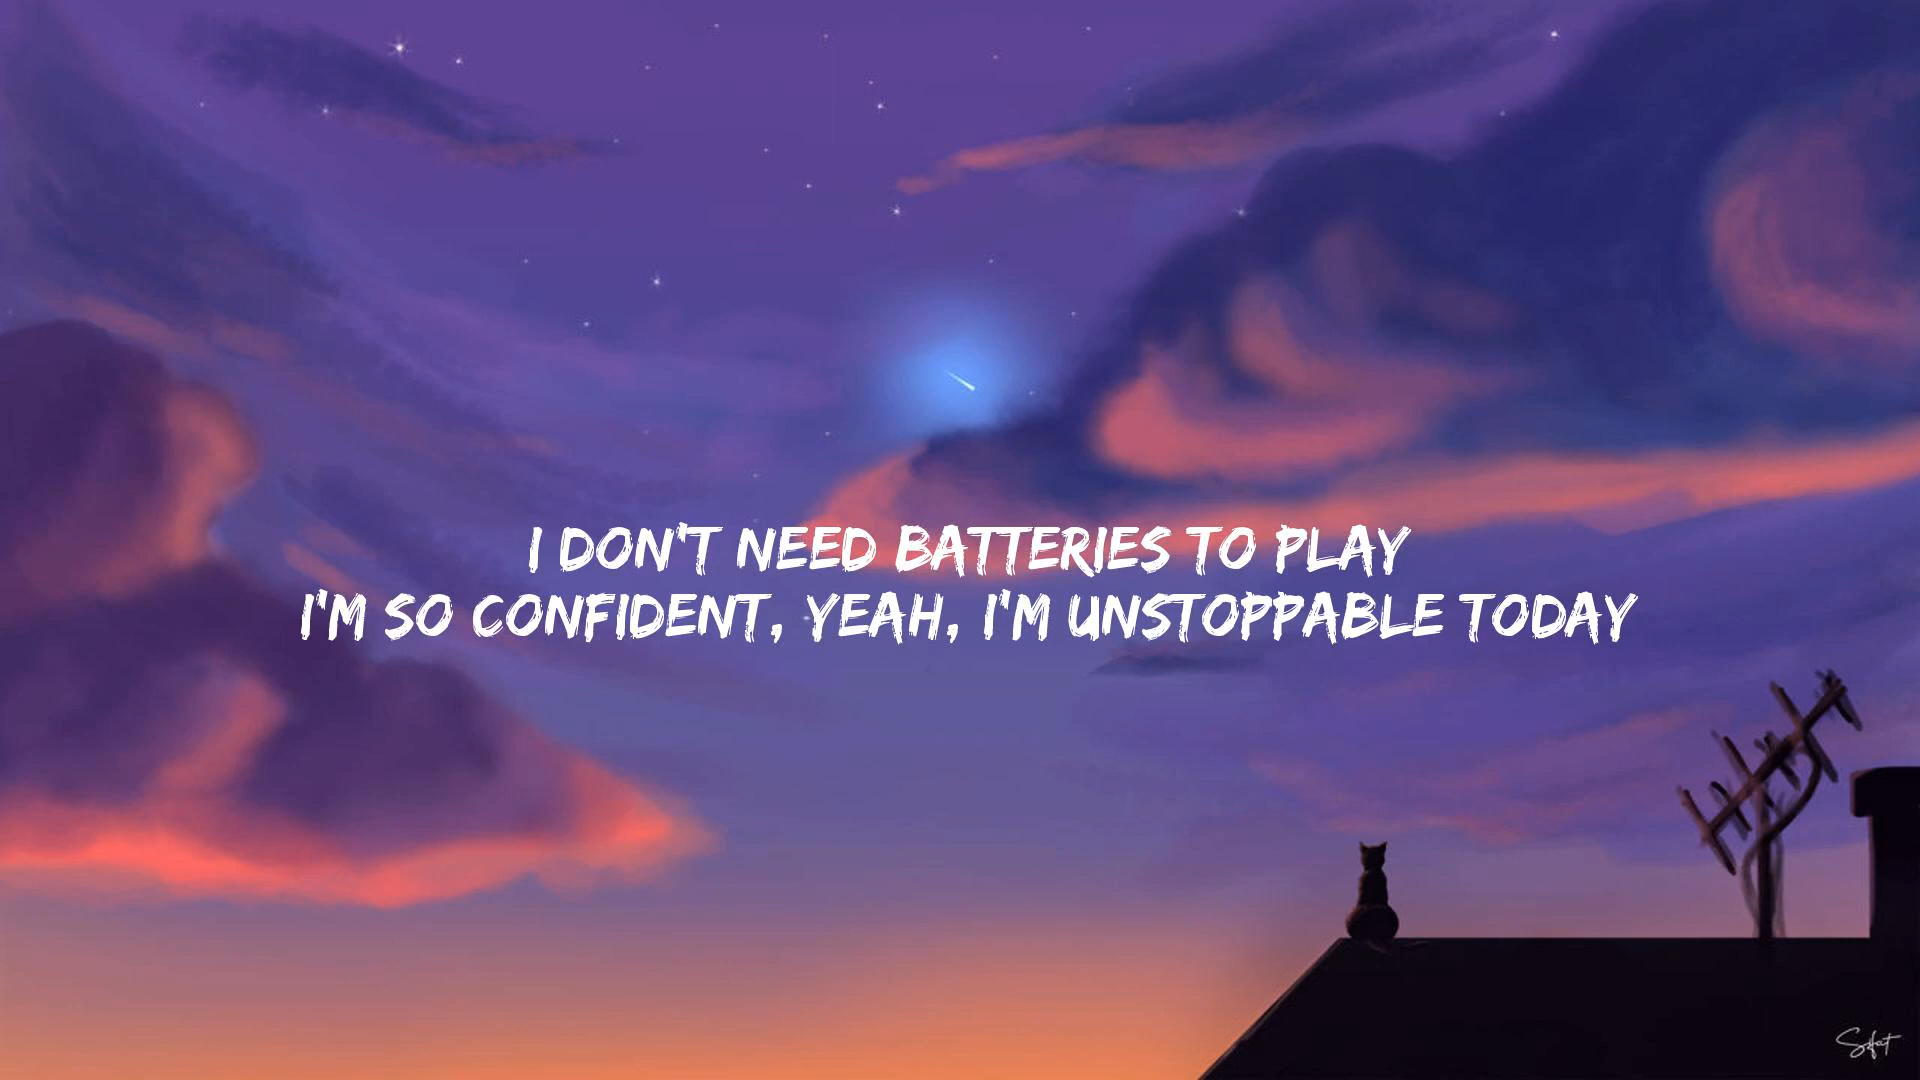 I DON'T NEED BATTERIES TO PLAY
I'M SO CONFIDENT, YEAH, I'M UNSTOPPABLE TODAY